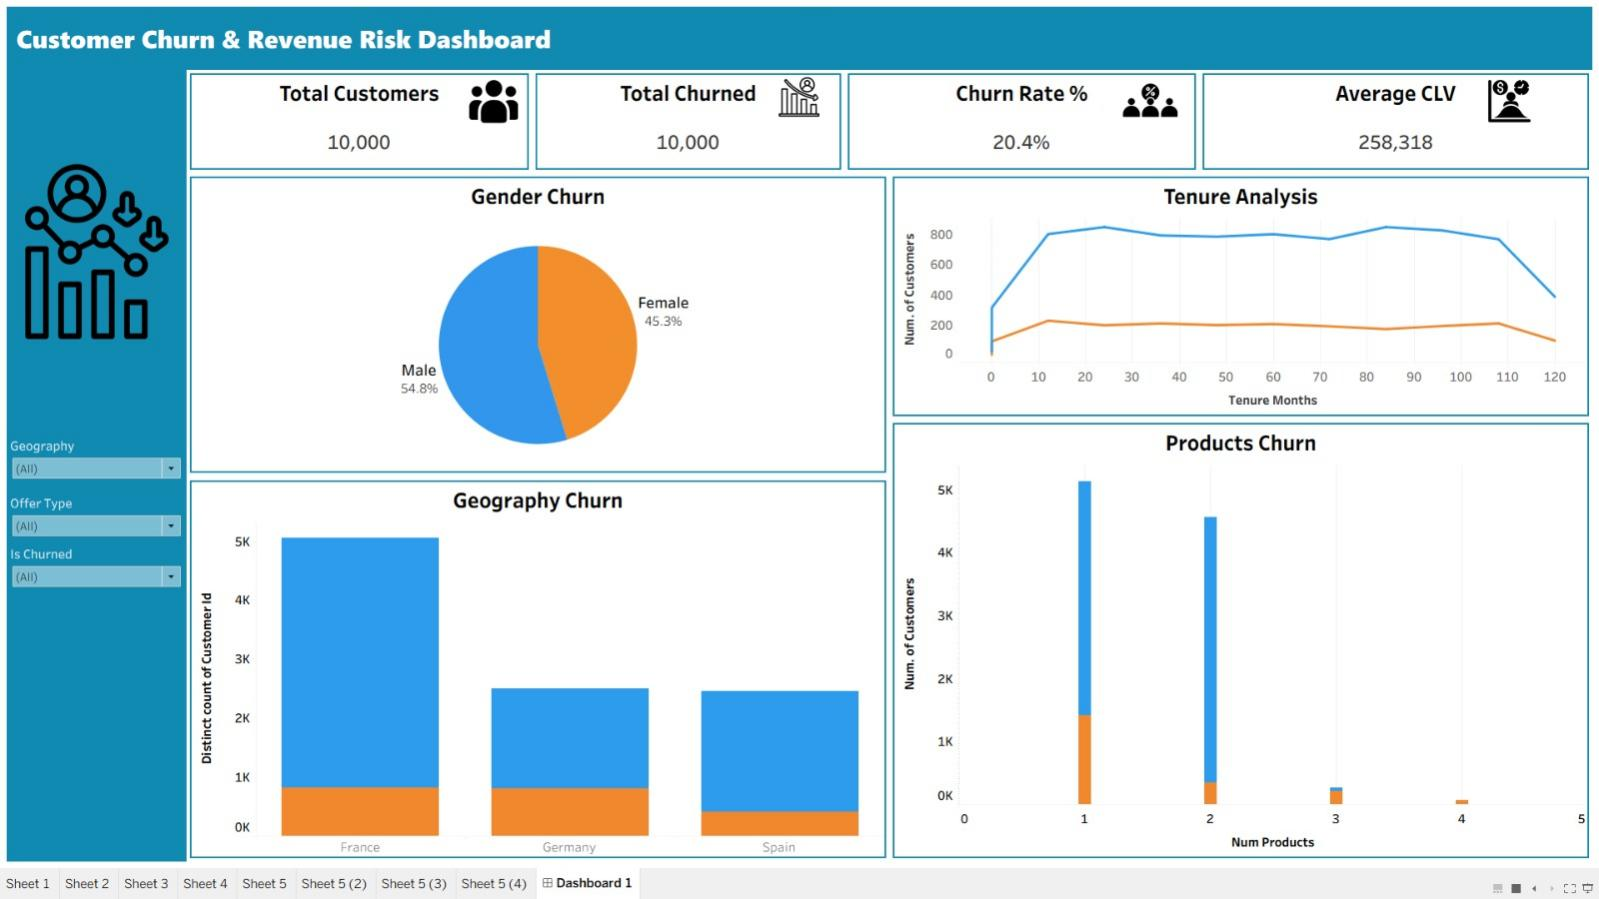 Customer Churn & Revenue Risk Dashboard
Total Customers
10,000
Total Churned
10,000
Churn Rate %
20.4%
Average CLV
258,318
Geography
(All)
Offer Type
(All)
Is Churned
(All)
Gender Churn
Female
45.3%
Male
54.8%
Tenure Analysis
Num. of Customers
800
600
400
200
0
0 10 20 30 40 50 60 70 80 90 100 110 120
Tenure Months
Geography Churn
Distinct count of Customer Id
5K
4K
3K
2K
1K
0K
France Germany Spain
Products Churn
Num. of Customers
5K
4K
3K
2K
1K
0K
0 1 2 3 4 5
Num Products
Sheet 1 Sheet 2 Sheet 3 Sheet 4 Sheet 5 Sheet 5 (2) Sheet 5 (3) Sheet 5 (4) Dashboard 1